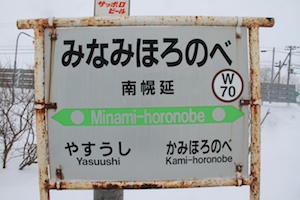 サッポロ
ビール
みなみほろのべ
南幌延
W
70
Minami-horonobe
やすうし
かみほろのべ
Yasuushi
Kami-horonobe